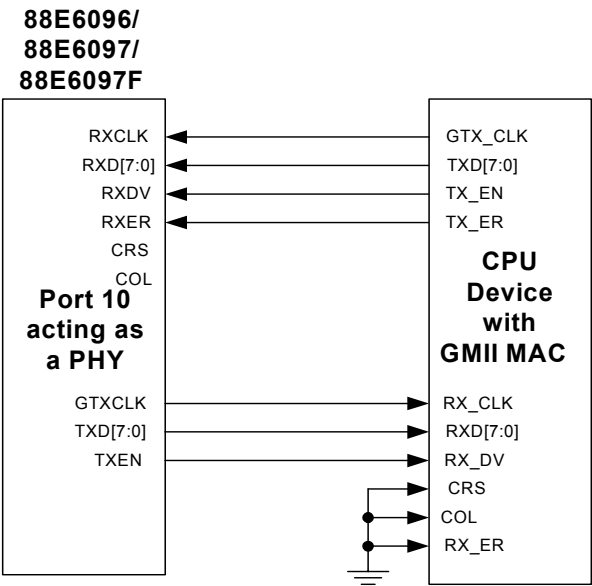 88E6096/
88E6097/
88E6097F
RXCLK
RXD[7:0]
RXDV
RXER
CRS
COL
Port 10
acting as
a PHY
GTXCLK
TXD[7:0]
TXEN
GTX_CLK
TXD[7:0]
TX_EN
TX_ER
CPU
Device
with
GMII MAC
RX_CLK
RXD[7:0]
RX_DV
CRS
COL
RX_ER